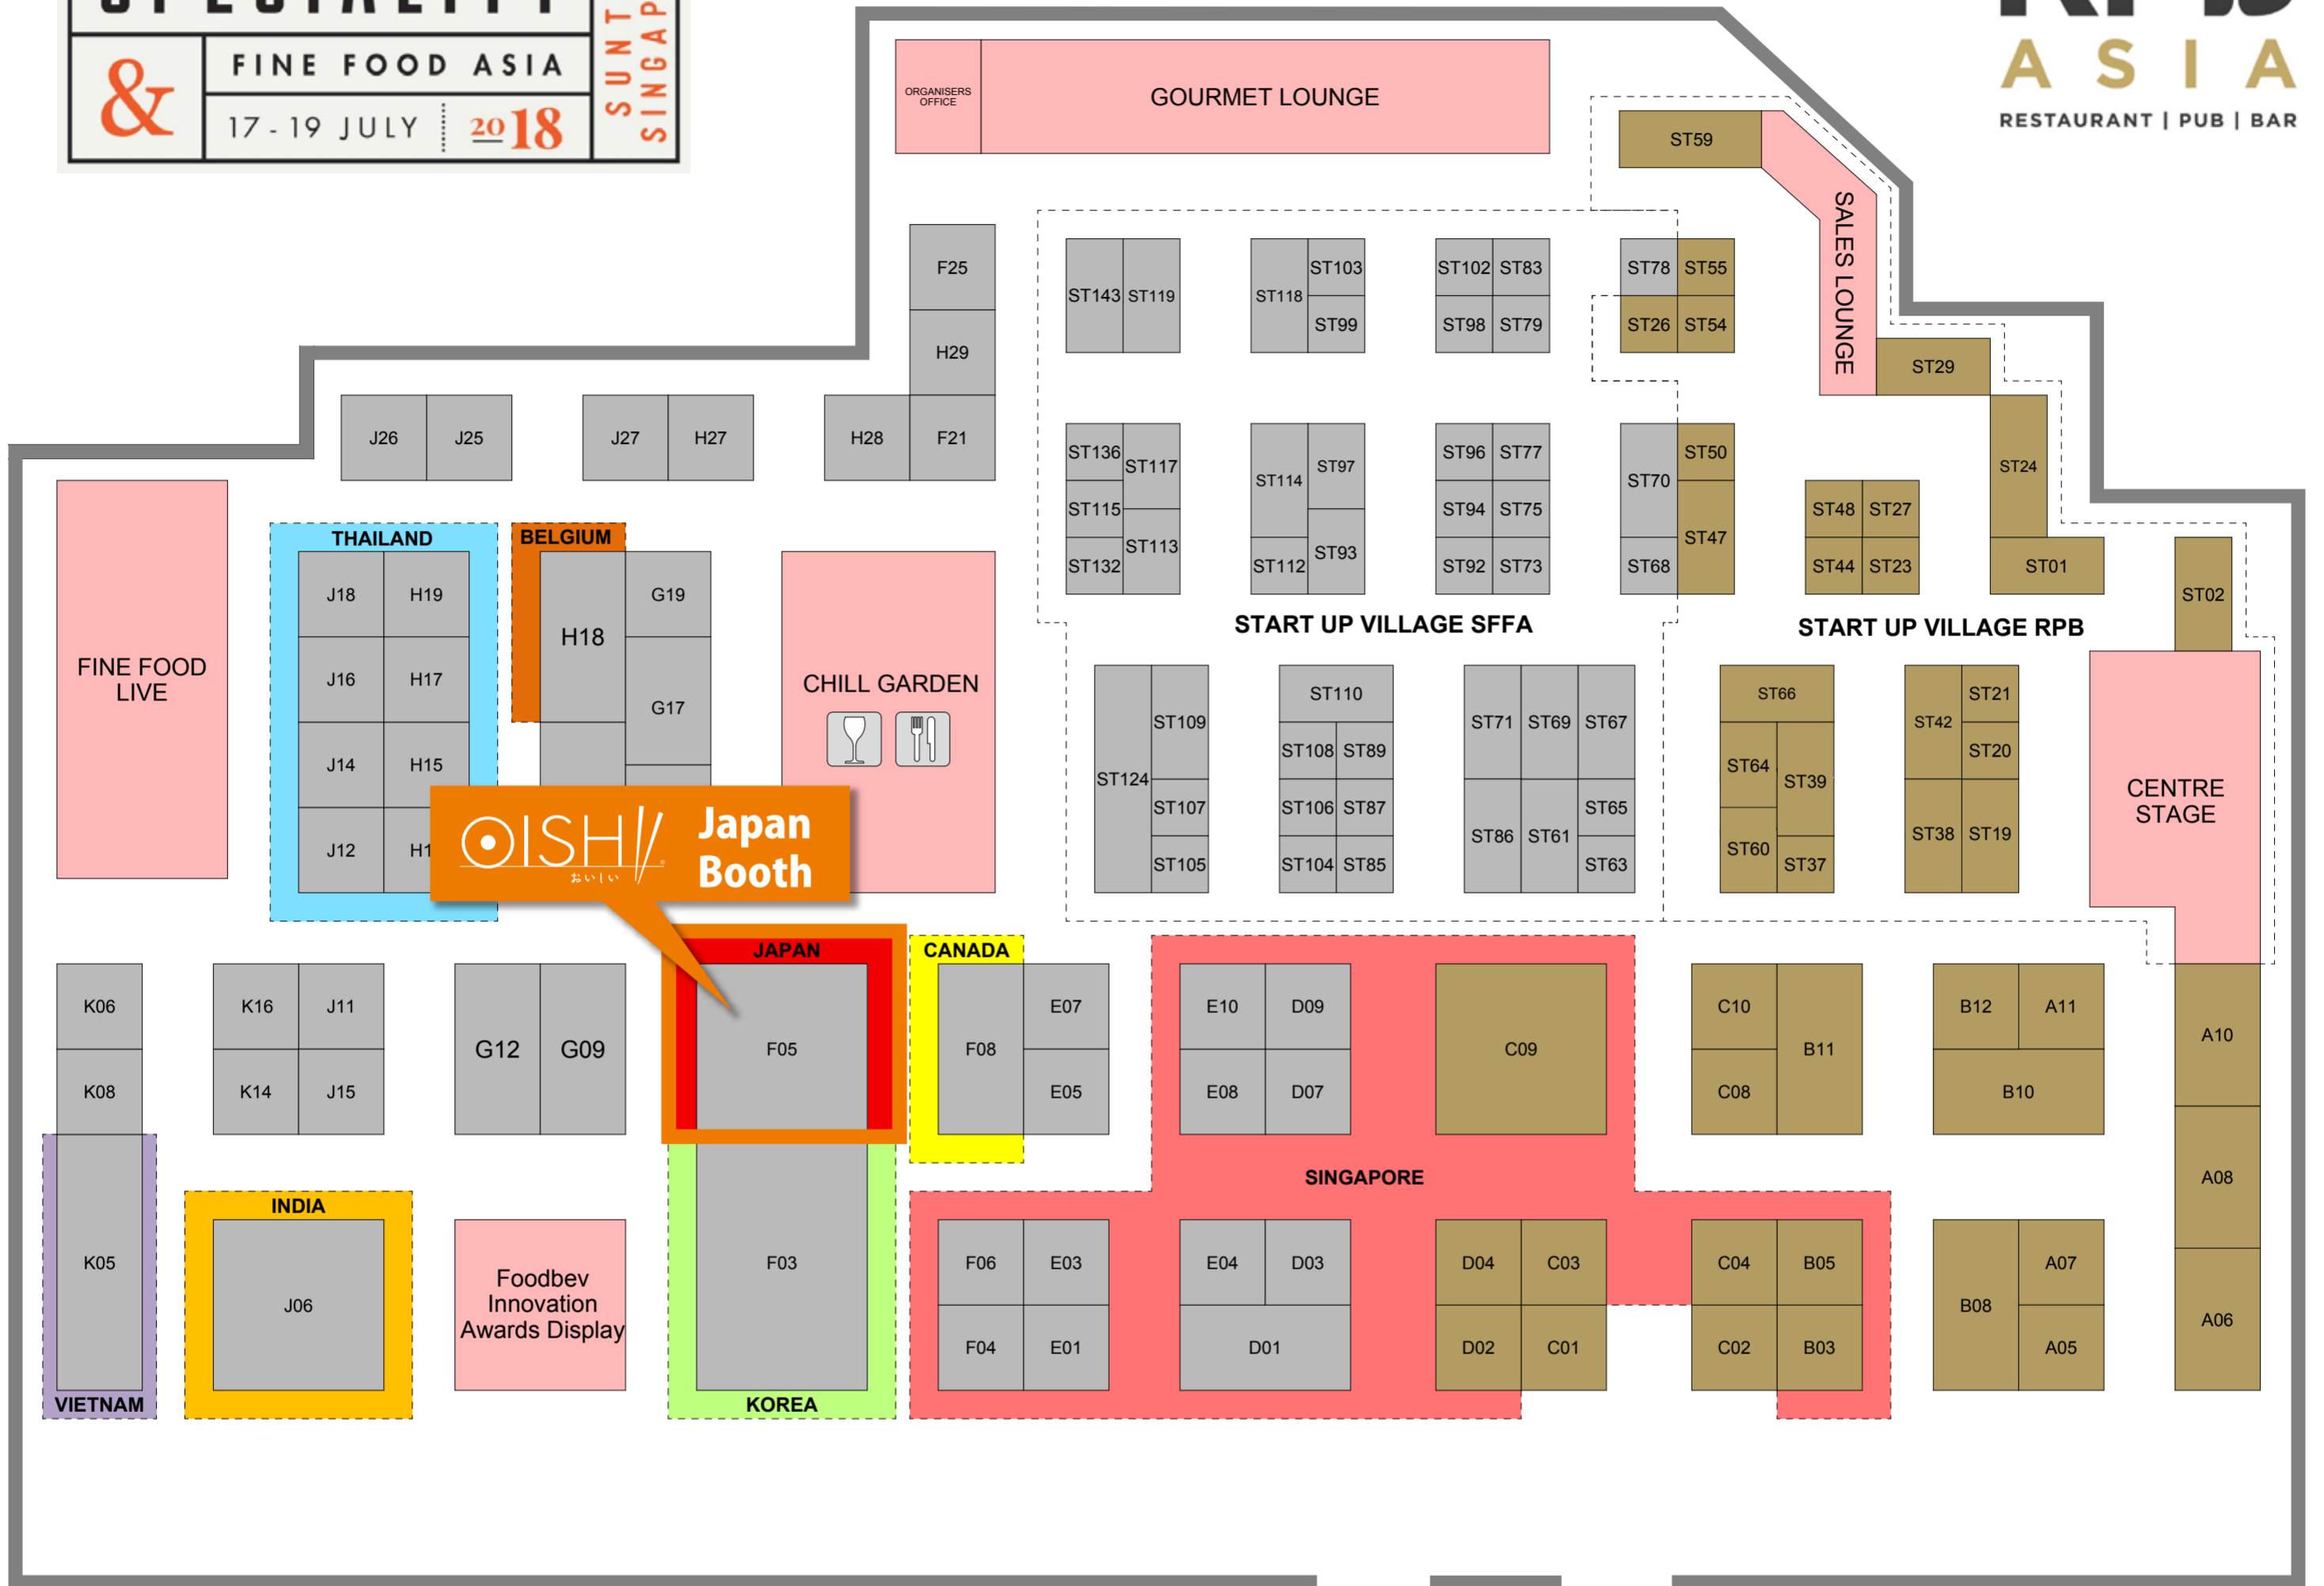 &
FINE FOOD ASIA
17 - 19 JULY 2018
ASIA
RESTAURANT | PUB | BAR
ORGANISERS
OFFICE
GOURMET LOUNGE
ST59
SALES LOUNGE
F25
H29
H28
F21
J26
J25
J27
H27
ST143
ST119
ST118
ST103
ST99
ST102
ST83
ST98
ST79
ST78
ST55
ST26
ST54
ST29
ST24
ST01
ST02
ST136
ST117
ST115
ST113
ST132
ST114
ST97
ST112
ST93
ST96
ST77
ST94
ST75
ST92
ST73
ST70
ST50
ST47
ST68
ST48
ST27
ST44
ST23
START UP VILLAGE SFFA
START UP VILLAGE RPB
FINE FOOD
LIVE
THAILAND
J18
H19
J16
H17
J14
H15
J12
BELGIUM
H18
G19
G17
CHILL GARDEN
OISHII
おいしい
Japan
Booth
ST124
ST109
ST107
ST105
ST110
ST108
ST89
ST106
ST87
ST104
ST85
ST71
ST69
ST67
ST86
ST61
ST65
ST63
ST66
ST64
ST39
ST60
ST37
ST42
ST21
ST20
ST38
ST19
CENTRE
STAGE
K06
K08
K16
J11
K14
J15
G12
G09
JAPAN
F05
CANADA
F08
E07
E05
E10
D09
E08
D07
C09
C10
B11
C08
B12
A11
B10
A10
A08
A06
SINGAPORE
K05
VIETNAM
INDIA
J06
Foodbev
Innovation
Awards Display
F03
KOREA
F06
E03
F04
E01
E04
D03
D01
D04
C03
D02
C01
C04
B05
C02
B03
B08
A07
A05